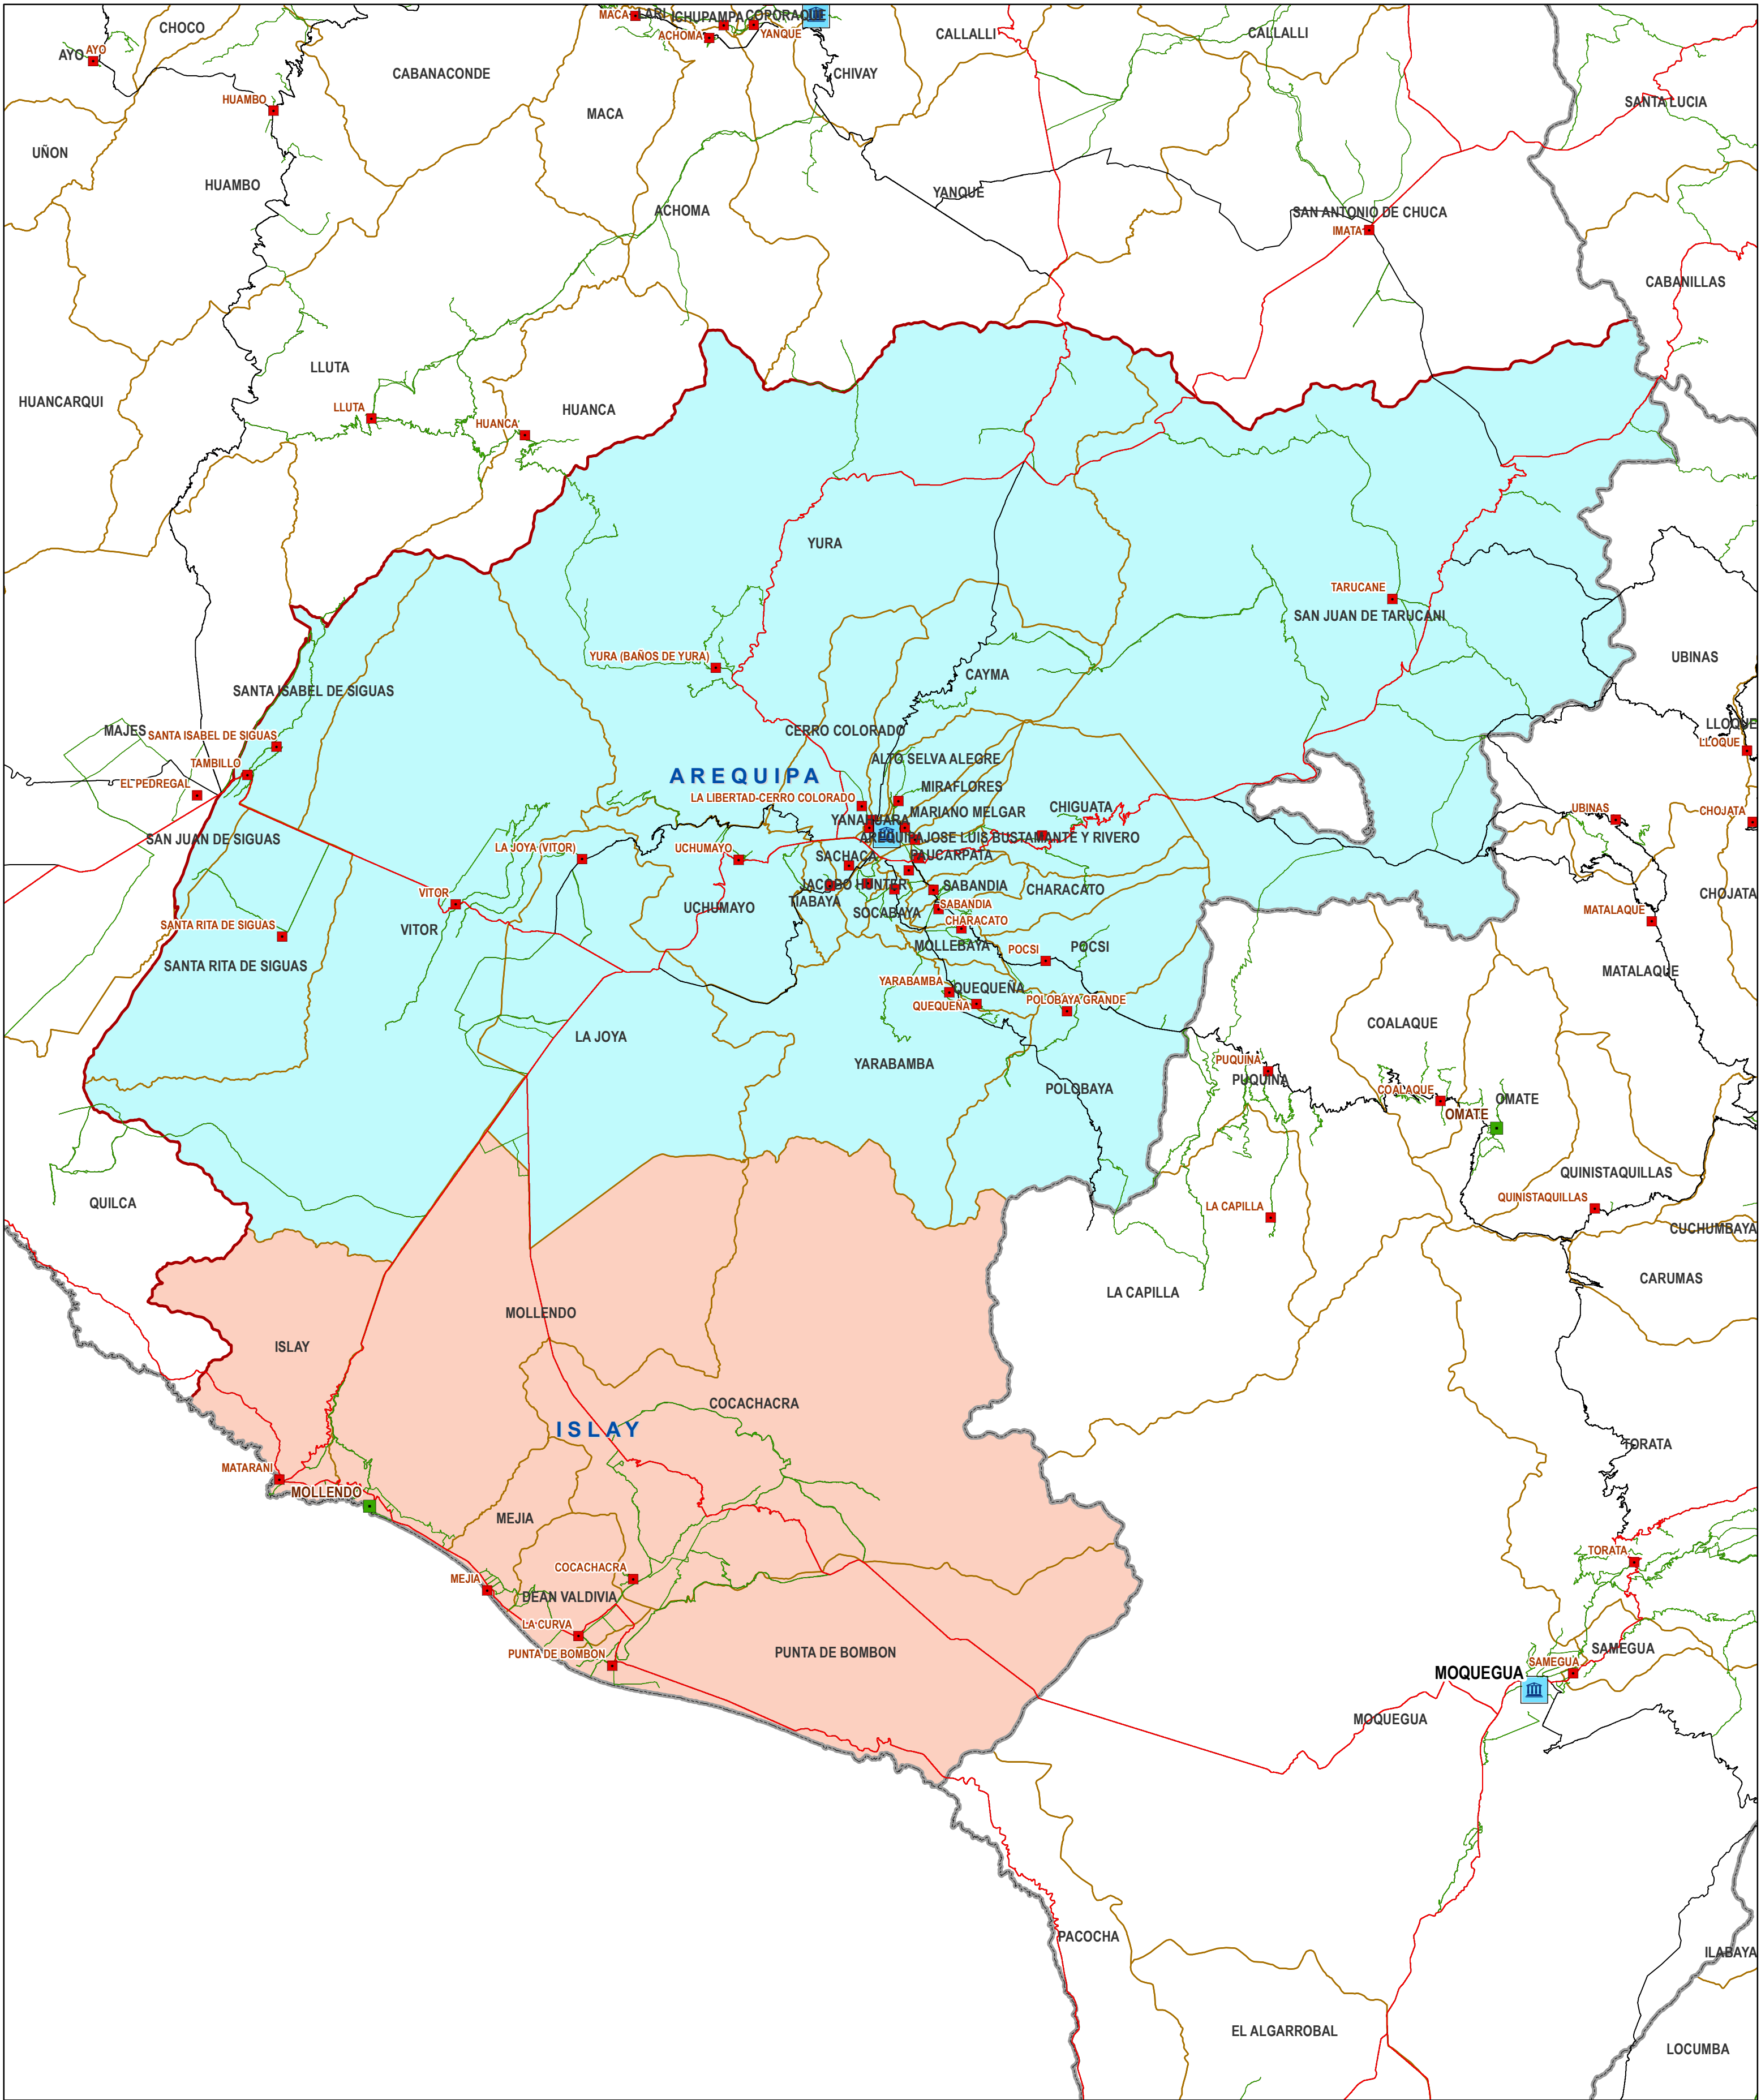 CHOCO
MACA
LARI
ICHUPAMPA
COPORAQUE
AYO
AYO
ACHOMA
YANQUE
CALLALLI
CALLALLI
CABANACONDE
CHIVAY
HUAMBO
MACA
SANTA LUCIA
UÑON
HUAMBO
YANQUE
ACHOMA
SAN ANTONIO DE CHUCA
IMATA
CABANILLAS
LLUTA
HUANCARQUI
LLUTA
HUANCA
HUANCA
YURA
TARUCANE
SAN JUAN DE TARUCANI
YURA (BAÑOS DE YURA)
UBINAS
CAYMA
SANTA ISABEL DE SIGUAS
MAJES
SANTA ISABEL DE SIGUAS
CERRO COLORADO
LLOQUE
LLOQUE
TAMBILLO
ALTO SELVA ALEGRE
AREQUIPA
EL PEDREGAL
MIRAFLORES
LA LIBERTAD-CERRO COLORADO
MARIANO MELGAR
CHIGUATA
UBINAS
CHOJATA
YANAHUARA
SAN JUAN DE SIGUAS
AREQUIPA
JOSE LUIS BUSTAMANTE Y RIVERO
LA JOYA (VITOR)
UCHUMAYO
SACHACA
PAUCARPATA
VITOR
JACOBO HUNTER
SABANDIA
CHARACATO
CHOJATA
TIABAYA
SABANDIA
UCHUMAYO
SOCABAYA
MATALAQUE
SANTA RITA DE SIGUAS
VITOR
CHARACATO
MOLLEBAYA
POCSI
POCSI
SANTA RITA DE SIGUAS
MATALAQUE
YARABAMBA
QUEQUEÑA
QUEQUEÑA
POLOBAYA GRANDE
COALAQUE
LA JOYA
YARABAMBA
PUQUINA
PUQUINA
POLOBAYA
COALAQUE
OMATE
OMATE
QUINISTAQUILLAS
QUILCA
QUINISTAQUILLAS
LA CAPILLA
CUCHUMBAYA
CARUMAS
LA CAPILLA
MOLLENDO
ISLAY
COCACHACRA
ISLAY
TORATA
MATARANI
MOLLENDO
MEJIA
TORATA
COCACHACRA
MEJIA
DEAN VALDIVIA
LA CURVA
PUNTA DE BOMBON
PUNTA DE BOMBON
SAMEGUA
SAMEGUA
MOQUEGUA
MOQUEGUA
PACOCHA
ILABAYA
EL ALGARROBAL
LOCUMBA